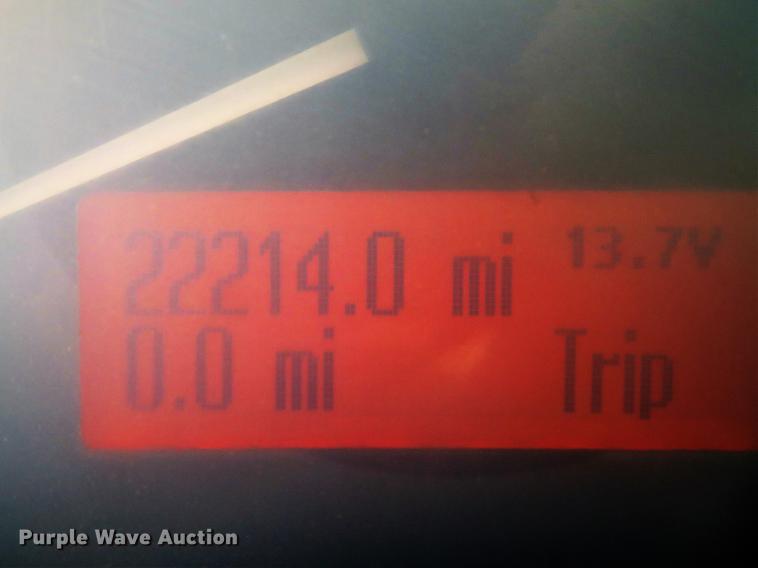 22214.0 mi 13.7V
0.0 mi Trip
Purple Wave Auction